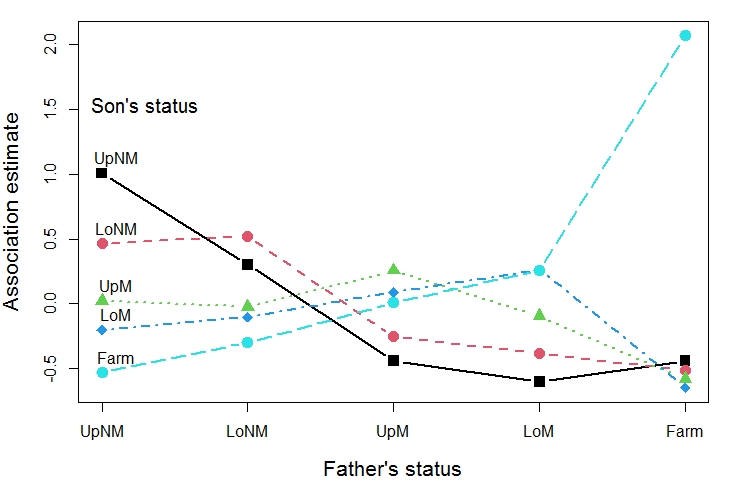 2.0
1.5
1.0
0.5
0.0
-0.5
Association estimate
Son's status
UpNM
LoNM
UpM
LoM
Farm
UpNM LoNM UpM LoM Farm
Father's status